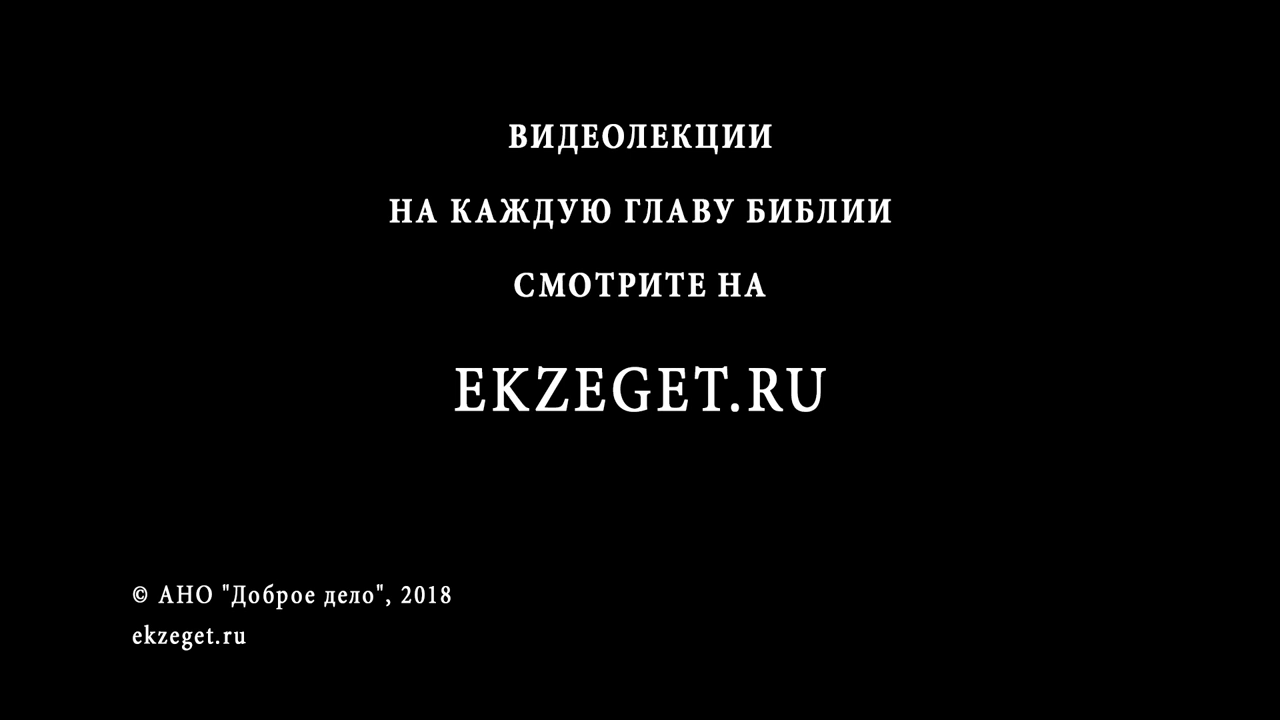 ВИДЕОЛЕКЦИИ
НА КАЖДУЮ ГЛАВУ БИБЛИИ
СМОТРИТЕ НА
EKZEGET.RU
© АНО "Доброе дело", 2018
ekzeget.ru